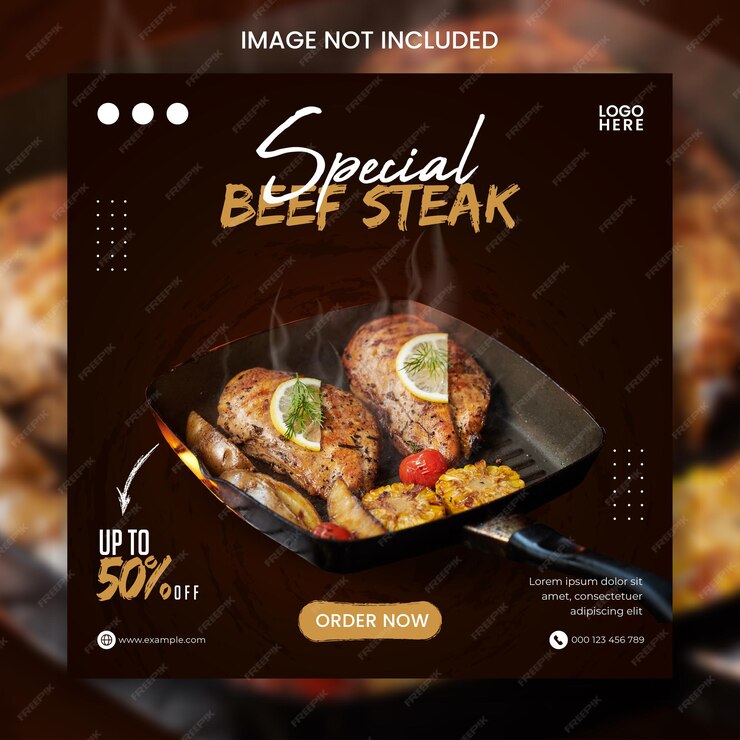 IMAGE NOT INCLUDED
LOGO
HERE
Special
BEEF STEAK
UP TO
50% OFF
Lorem ipsum dolor sit
amet, consectetuer
adipiscing elit
ORDER NOW
www.example.com
000 123 456 789
FREEPIK